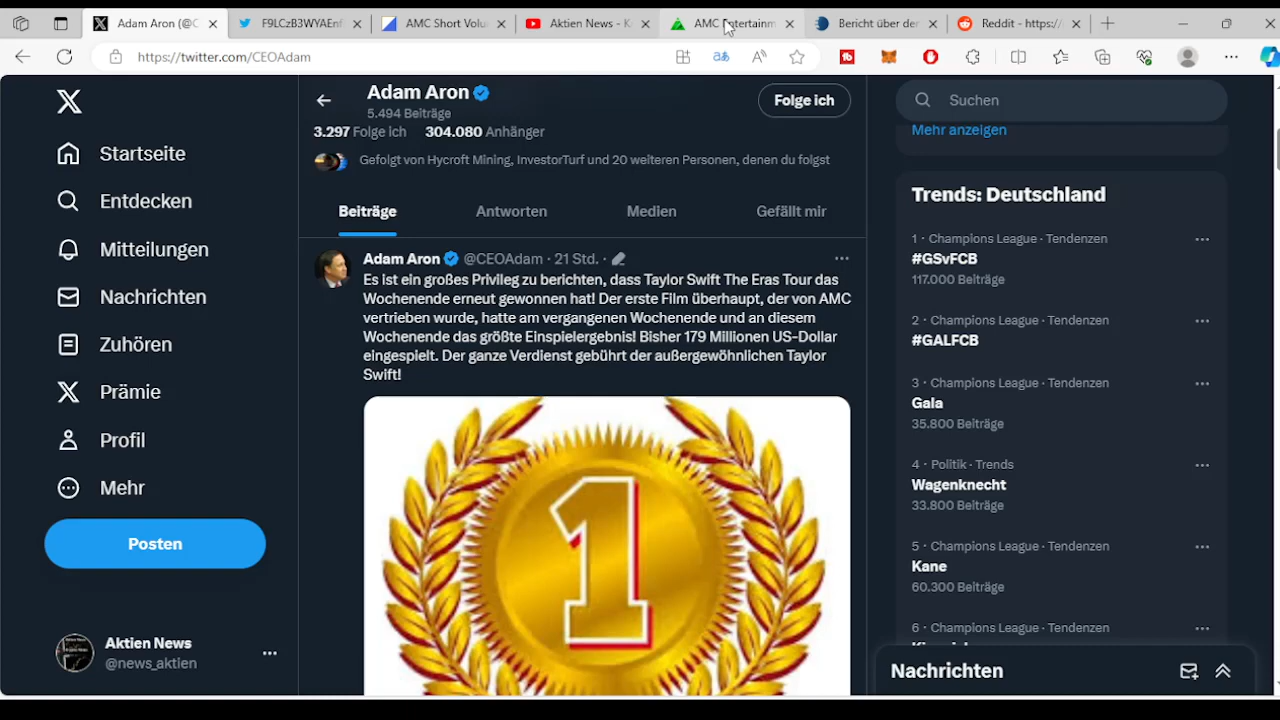 Adam Aron (@C
F9LCzB3WYAEnf
AMC Short Volu
Aktien News - K
AMC Entertainm
Bericht über der
Reddit - https:/
https://twitter.com/CEOAdam
Adam Aron
5.494 Beiträge
Folge ich
3.297 Folge ich 304.080 Anhänger
Gefolgt von Hycroft Mining, InvestorTurf und 20 weiteren Personen, denen du folgst
Beiträge
Antworten
Medien
Gefällt mir
Startseite
Entdecken
Mitteilungen
Nachrichten
Zuhören
Prämie
Profil
Mehr
Posten
Aktien News
@news_aktien
Adam Aron @CEOAdam · 21 Std. ·
Es ist ein großes Privileg zu berichten, dass Taylor Swift The Eras Tour das
Wochenende erneut gewonnen hat! Der erste Film überhaupt, der von AMC
vertrieben wurde, hatte am vergangenen Wochenende und an diesem
Wochenende das größte Einspielergebnis! Bisher 179 Millionen US-Dollar
eingespielt. Der ganze Verdienst gebührt der außergewöhnlichen Taylor
Swift!
1
Suchen
Mehr anzeigen
Trends: Deutschland
1 · Champions League · Tendenzen
#GSvFCB
117.000 Beiträge
2 · Champions League · Tendenzen
#GALFCB
3 · Champions League · Tendenzen
Gala
35.800 Beiträge
4 · Politik · Trends
Wagenknecht
33.800 Beiträge
5 · Champions League · Tendenzen
Kane
60.300 Beiträge
6 · Champions League · Tendenzen
Nachrichten